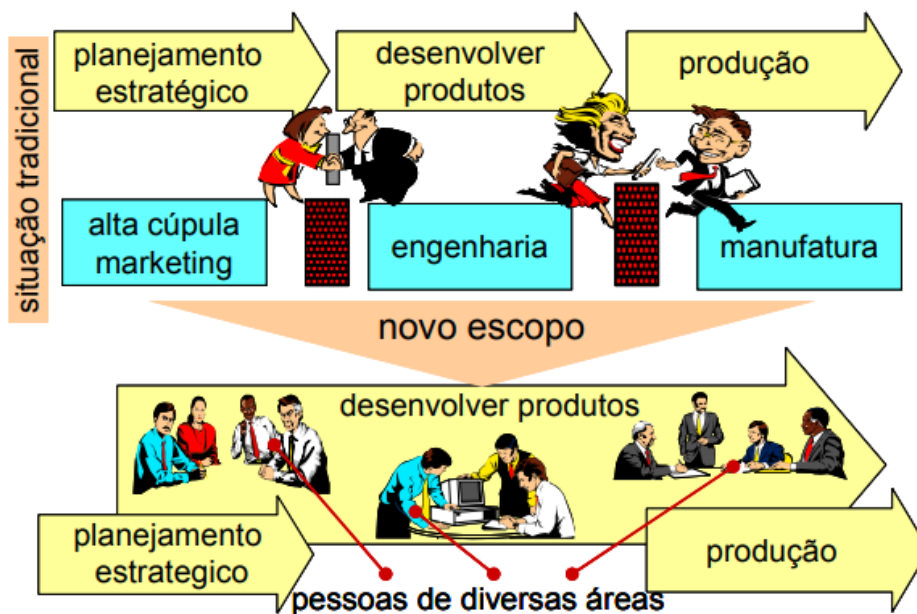 situação tradicional
planejamento
estratégico
desenvolver
produtos
produção
alta cúpula
marketing
engenharia
manufatura
novo escopo
desenvolver produtos
planejamento
estrategico
produção
pessoas de diversas áreas